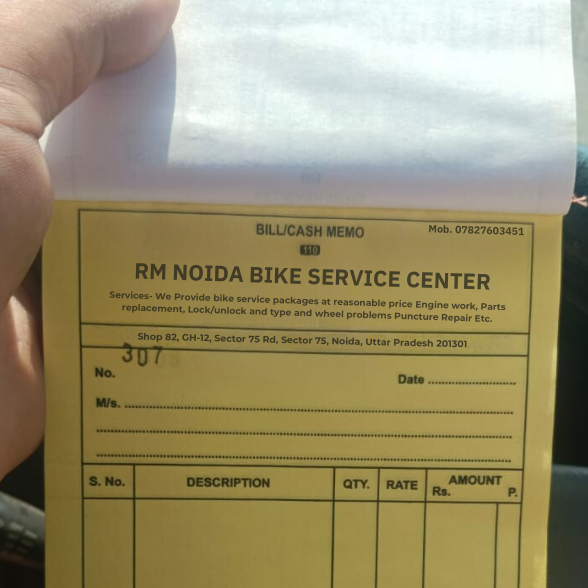 BILL/CASH MEMO
Mob. 07827603451
110
RM NOIDA BIKE SERVICE CENTER
Services- We Provide bike service packages at reasonable price Engine work, Parts
replacement, Lock/unlock and type and wheel problems Puncture Repair Etc.
Shop 82, GH-12, Sector 75 Rd, Sector 75, Noida, Uttar Pradesh 201301
307
No.
Date
M/s.
S. No. DESCRIPTION QTY. RATE AMOUNT
Rs. P.